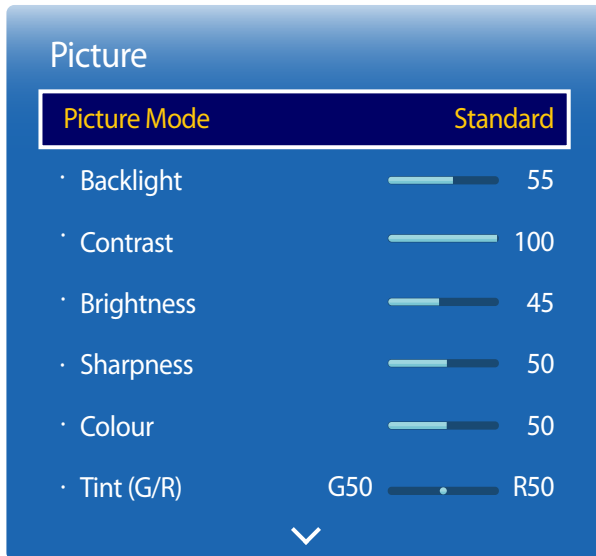 Picture
Picture Mode Standard
· Backlight 55
· Contrast 100
· Brightness 45
· Sharpness 50
· Colour 50
· Tint (G/R) G50 R50